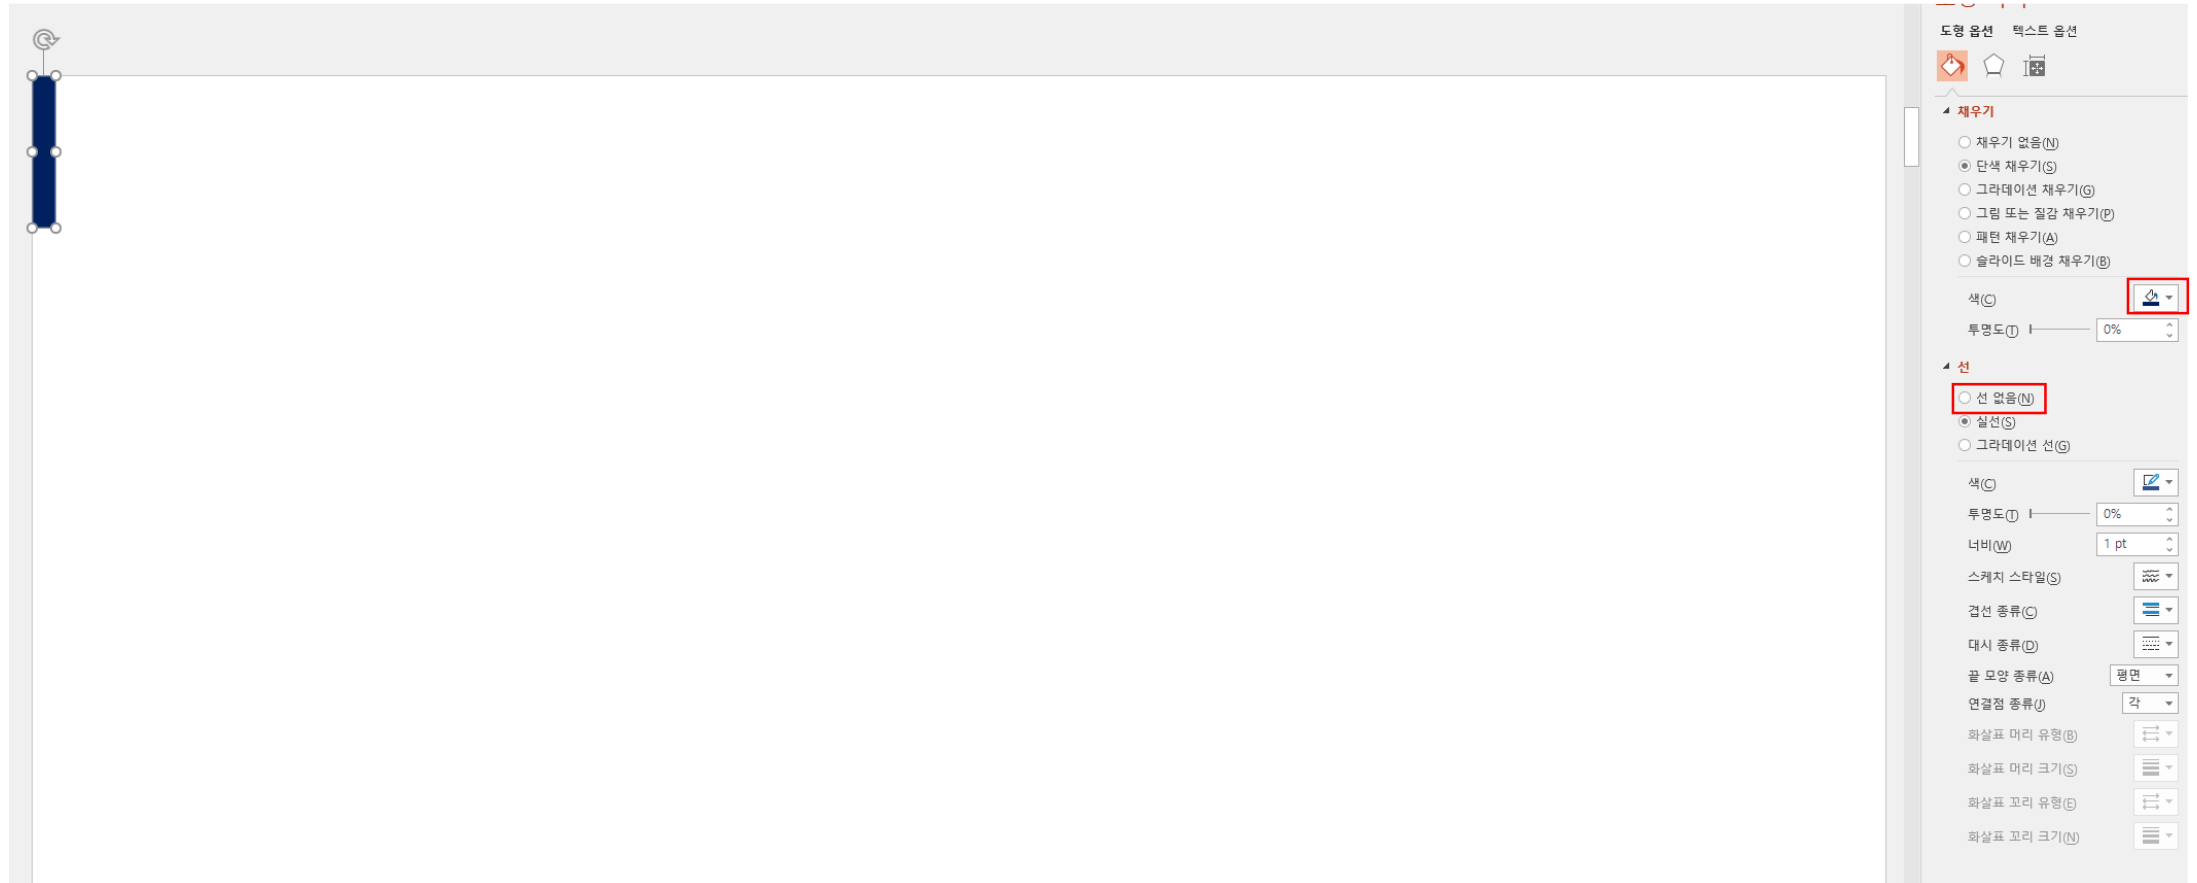 도형 옵션 텍스트 옵션
채우기
채우기 없음(N)
단색 채우기(S)
그라데이션 채우기(G)
그림 또는 질감 채우기(P)
패턴 채우기(A)
슬라이드 배경 채우기(B)
색(C)
투명도(T) 0%
선
선 없음(N)
실선(S)
그라데이션 선(G)
색(C)
투명도(T) 0%
너비(W) 1 pt
스케치 스타일(S)
겹선 종류(C)
대시 종류(D)
끝 모양 종류(A) 평면
연결점 종류(J) 각
화살표 머리 유형(B)
화살표 머리 크기(S)
화살표 꼬리 유형(E)
화살표 꼬리 크기(N)